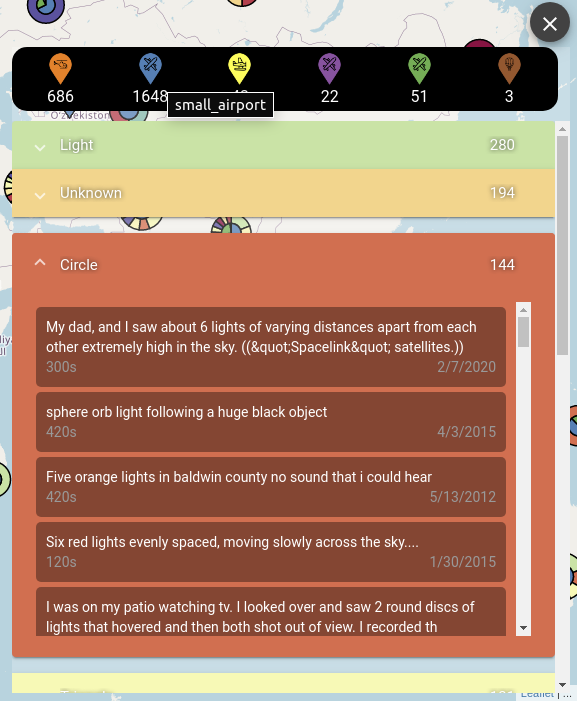 686 1648 22 51 3
small_airport
O'zbekiston
Light 280
Unknown 194
Circle 144
My dad, and I saw about 6 lights of varying distances apart from each
other extremely high in the sky. ((&quot;Spacelink&quot; satellites.))
300s 2/7/2020
sphere orb light following a huge black object
420s 4/3/2015
Five orange lights in baldwin county no sound that i could hear
420s 5/13/2012
Six red lights evenly spaced, moving slowly across the sky....
120s 1/30/2015
I was on my patio watching tv. I looked over and saw 2 round discs of
lights that hovered and then both shot out of view. I recorded th
Leaflet | ...